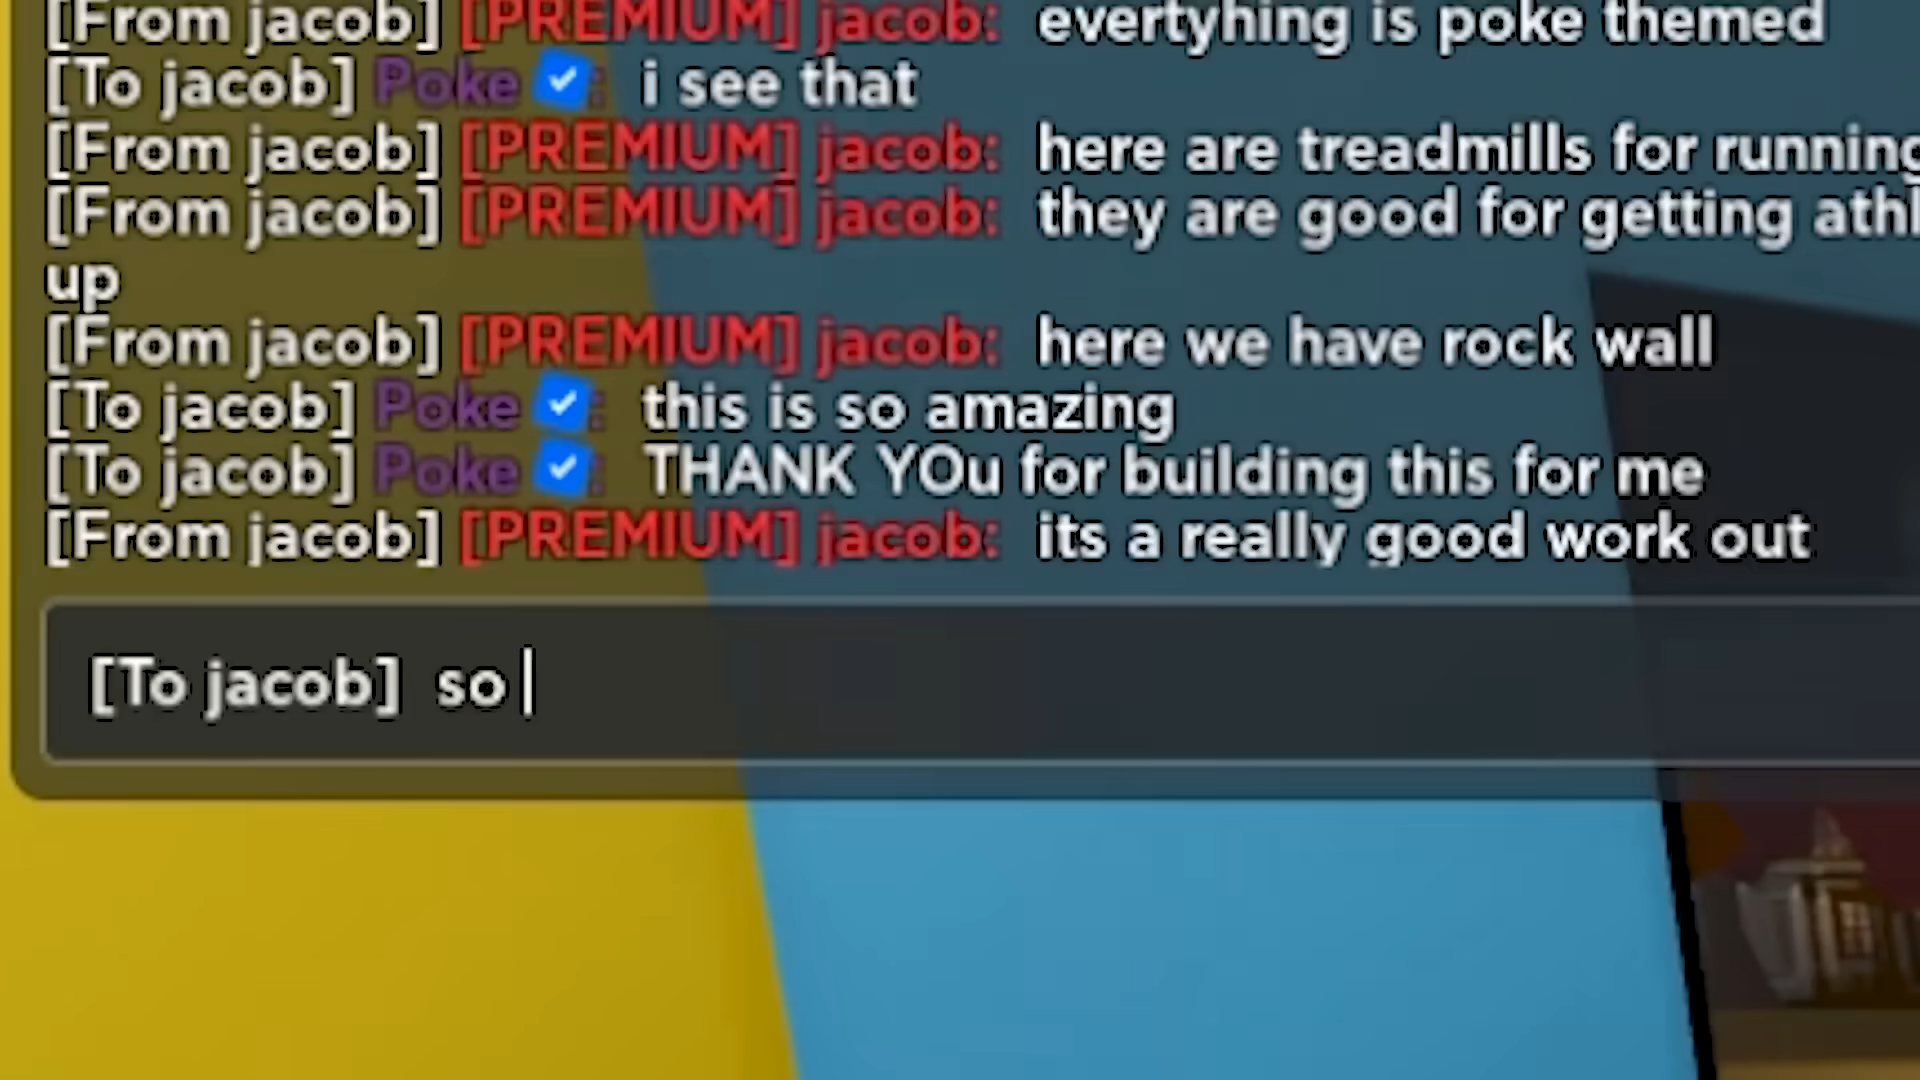 [From jacob] [PREMIUM] jacob: evertyhing is poke themed
[To jacob] Poke : i see that
[From jacob] [PREMIUM] jacob: here are treadmills for running
[From jacob] [PREMIUM] jacob: they are good for getting
up
[From jacob] [PREMIUM] jacob: here we have rock wall
[To jacob] Poke : this is so amazing
[To jacob] Poke : THANK YOu for building this for me
[From jacob] [PREMIUM] jacob: its a really good work out
[To jacob] so